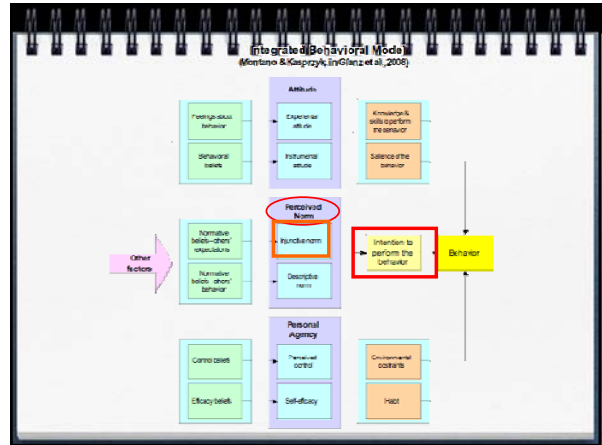 Integrated Behavioral Model
(Montano & Kasprzyk, in Glanz et al., 2008)
Attitude
Feelings about
behavior
Experiential
attitude
Knowledge &
skills to perform
the behavior
Behavioral
beliefs
Instrumental
attitude
Salience of the
behavior
Perceived
Norm
Normative
beliefs--others'
expectations
Injunctive norm
Intention to
perform the
behavior
Behavior
Other
factors
Normative
beliefs--others'
behavior
Descriptive
norm
Personal
Agency
Control beliefs
Perceived
control
Environmental
constraints
Efficacy beliefs
Self-efficacy
Habit